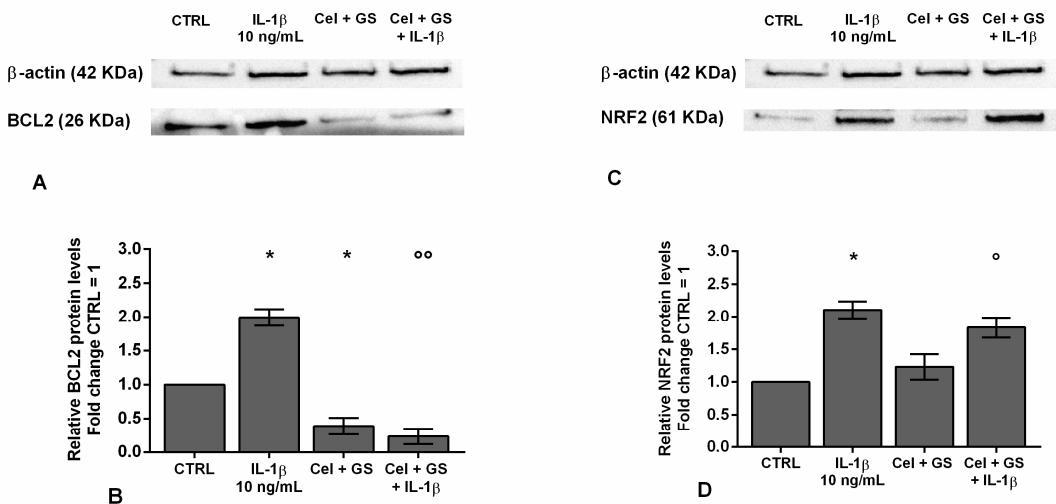 CTRL
IL-1β
10 ng/mL
Cel + GS
Cel + GS
+ IL-1β
β-actin (42 KDa)
BCL2 (26 KDa)
A
CTRL
IL-1β
10 ng/mL
Cel + GS
Cel + GS
+ IL-1β
β-actin (42 KDa)
NRF2 (61 KDa)
C
Relative BCL2 protein levels
Fold change CTRL = 1
3.0
2.5
2.0
1.5
1.0
0.5
0.0
*
*
°°
CTRL
IL-1β
10 ng/mL
Cel + GS
Cel + GS
+ IL-1β
B
Relative NRF2 protein levels
Fold change CTRL = 1
3.0
2.5
2.0
1.5
1.0
0.5
0.0
*
°
CTRL
IL-1β
10 ng/mL
Cel + GS
Cel + GS
+ IL-1β
D